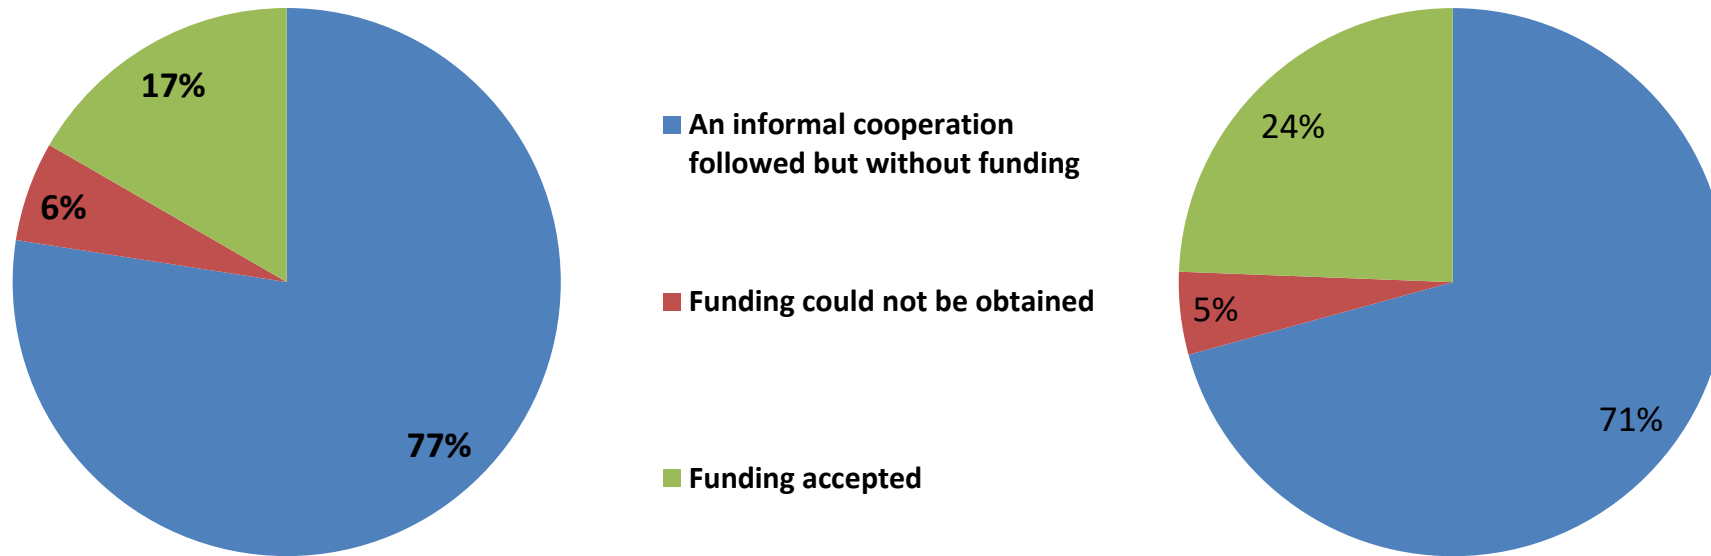 17%
6%
77%
An informal cooperation
followed but without funding
Funding could not be obtained
Funding accepted
24%
5%
71%